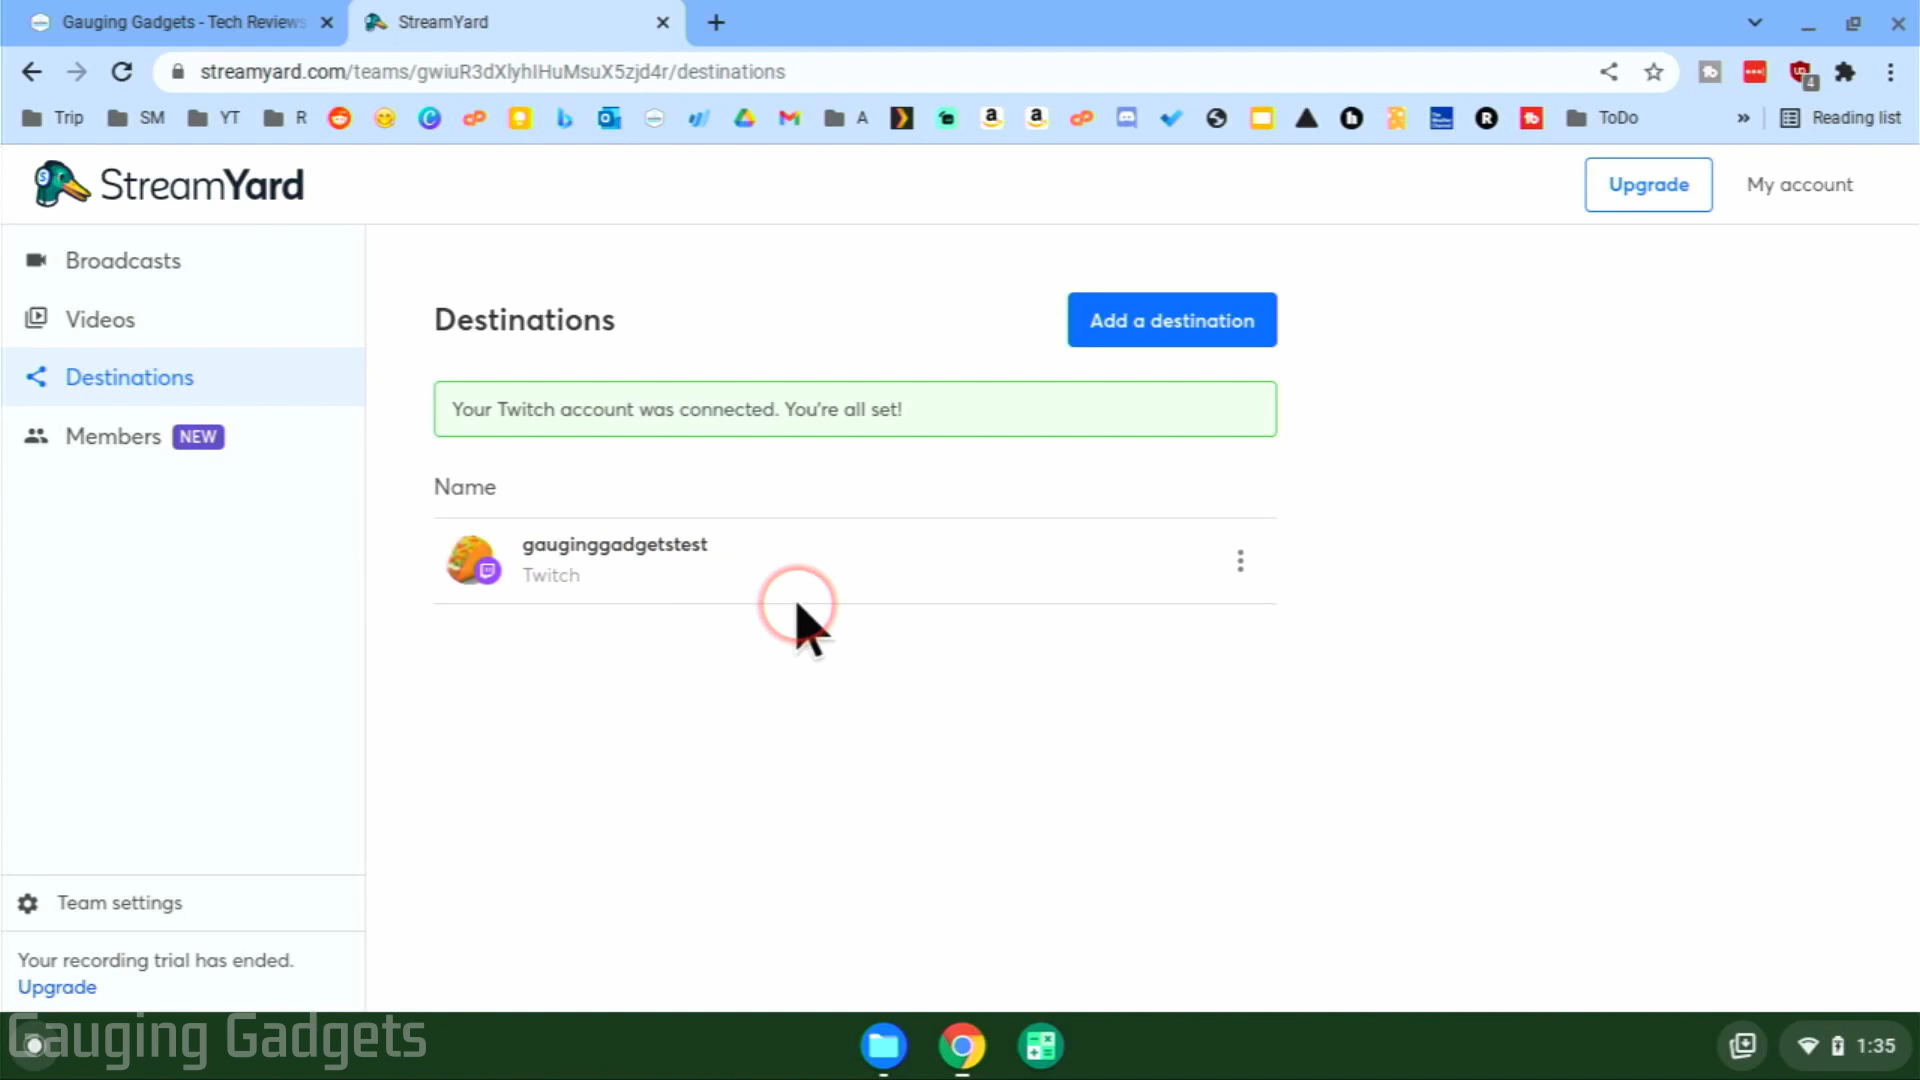 Gauging Gadgets - Tech Reviews
StreamYard
streamyard.com/teams/gwiuR3dXlyhIHuMsuX5zjd4r/destinations
4
Trip
SM
YT
R
A
ToDo
»
Reading list
StreamYard
Upgrade
My account
Broadcasts
Videos
Destinations
Members NEW
Destinations
Add a destination
Your Twitch account was connected. You're all set!
Name
gauginggadgetstest
Twitch
Team settings
Your recording trial has ended.
Upgrade
Gauging Gadgets
1:35